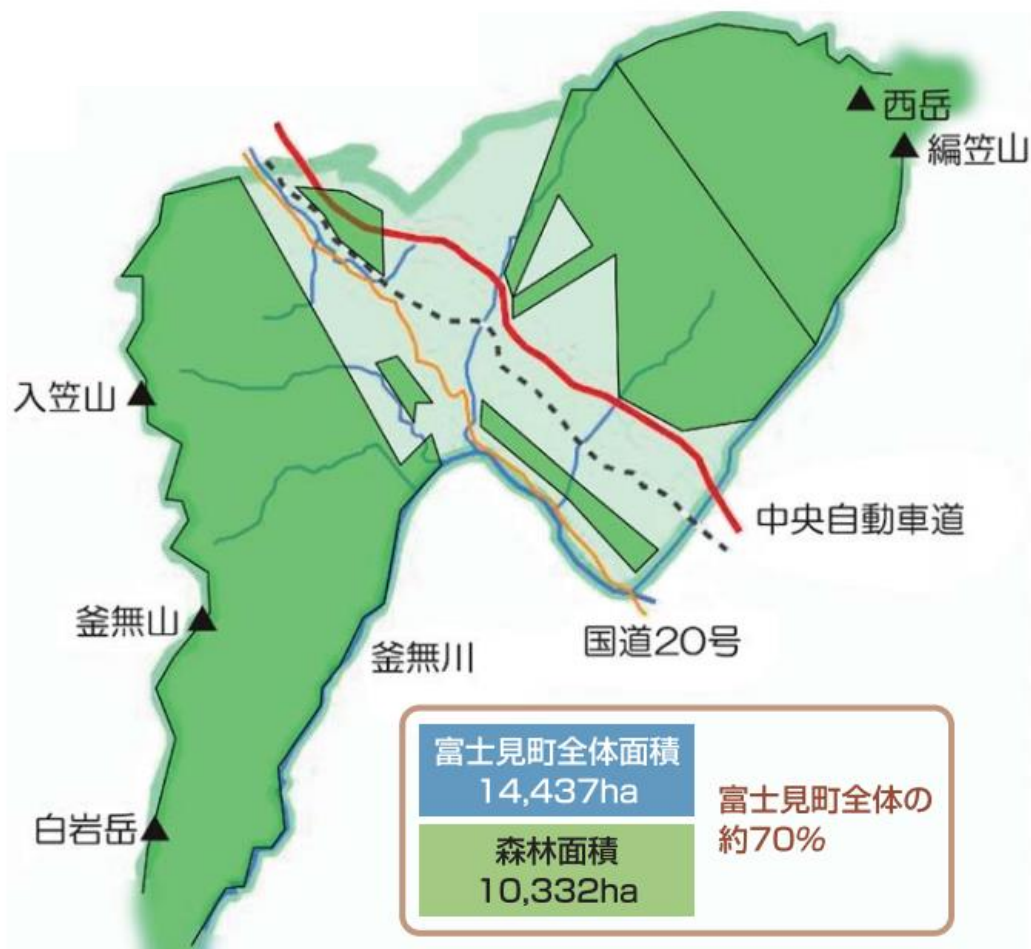 西岳
編笠山
入笠山
中央自動車道
釜無山
国道20号
釜無川
富士見町全体面積
14,437ha
富士見町全体の
約70%
白岩岳
森林面積
10,332ha